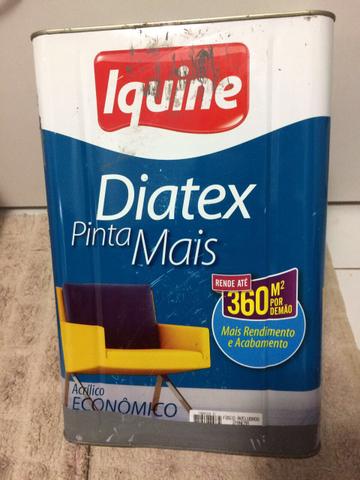 Iquine
Diatex
Pinta Mais
RENDE ATÉ
360 M²
POR
DEMÃO
Mais Rendimento
e Acabamento
Acrílico
ECONÔMICO